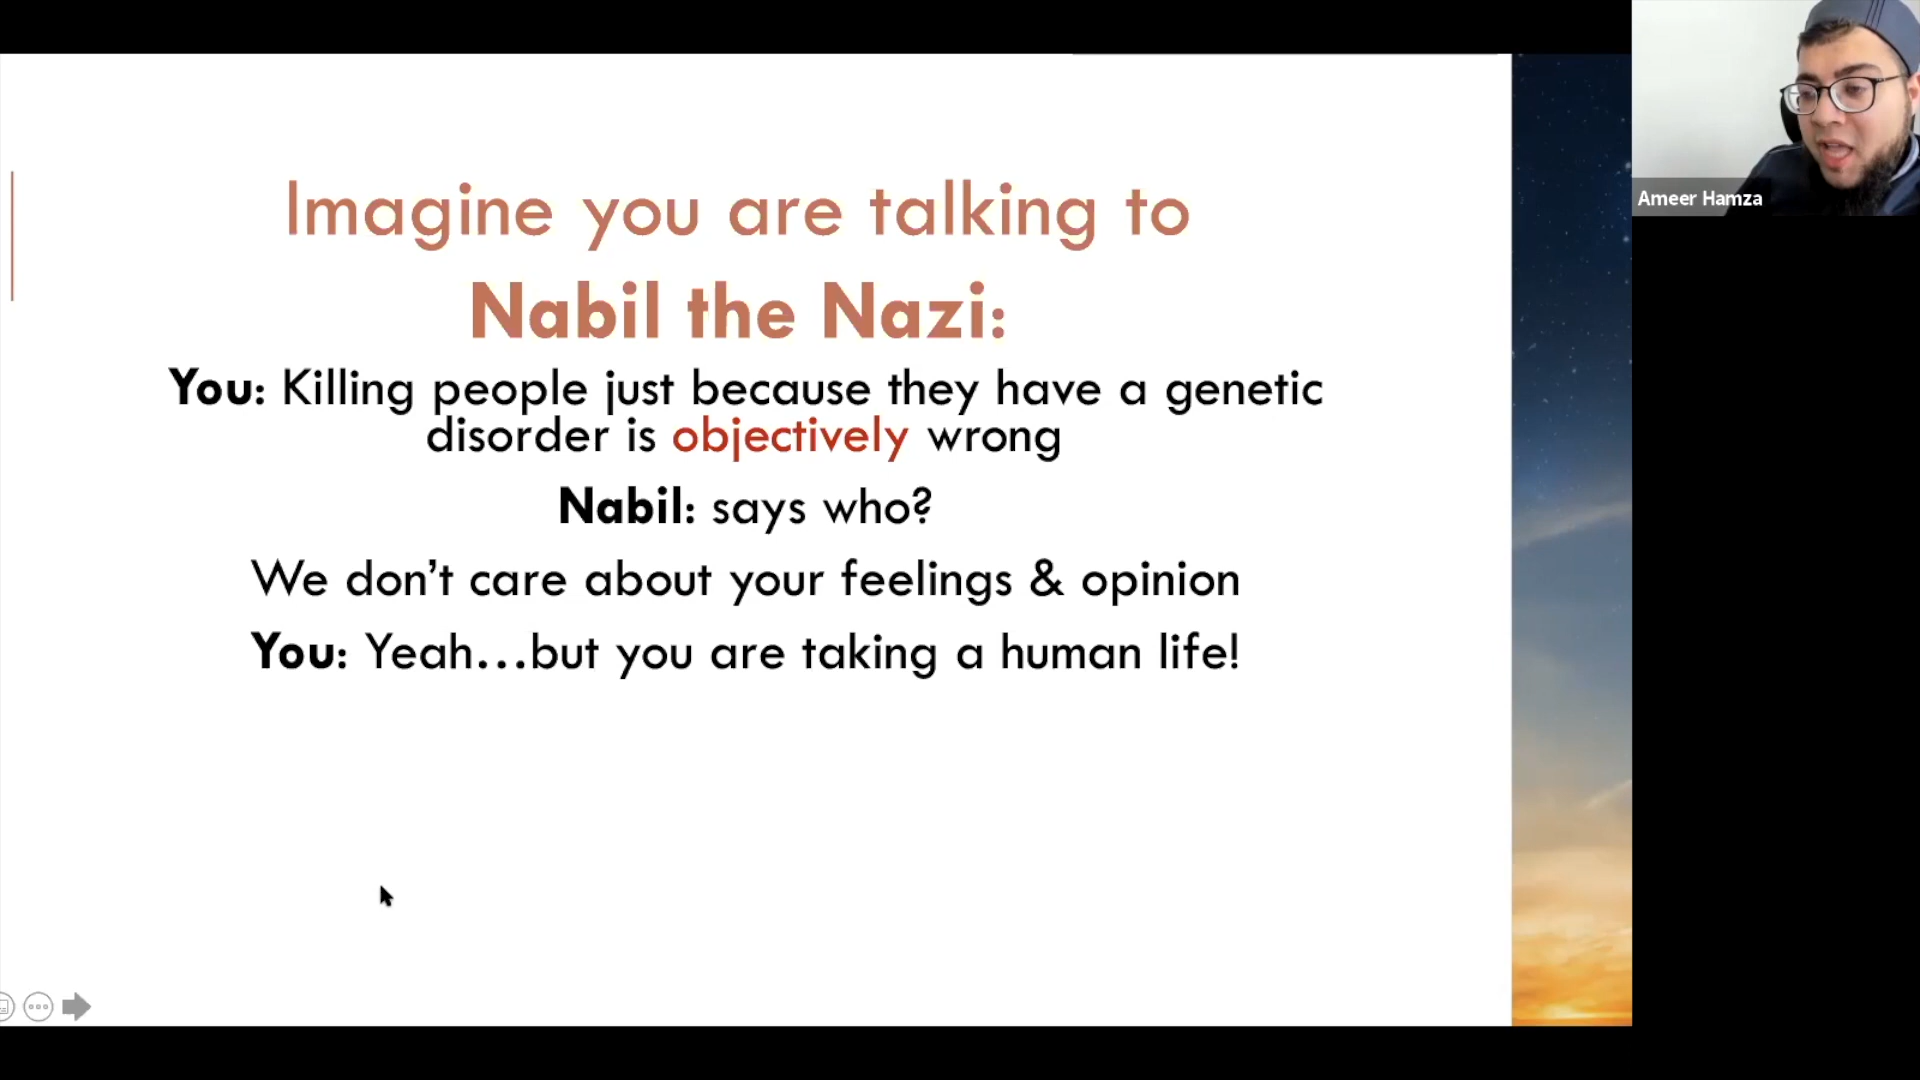 Imagine you are talking to
Nabil the Nazi:
You: Killing people just because they have a genetic
disorder is objectively wrong
Nabil: says who?
We don’t care about your feelings & opinion
You: Yeah...but you are taking a human life!
Ameer Hamza